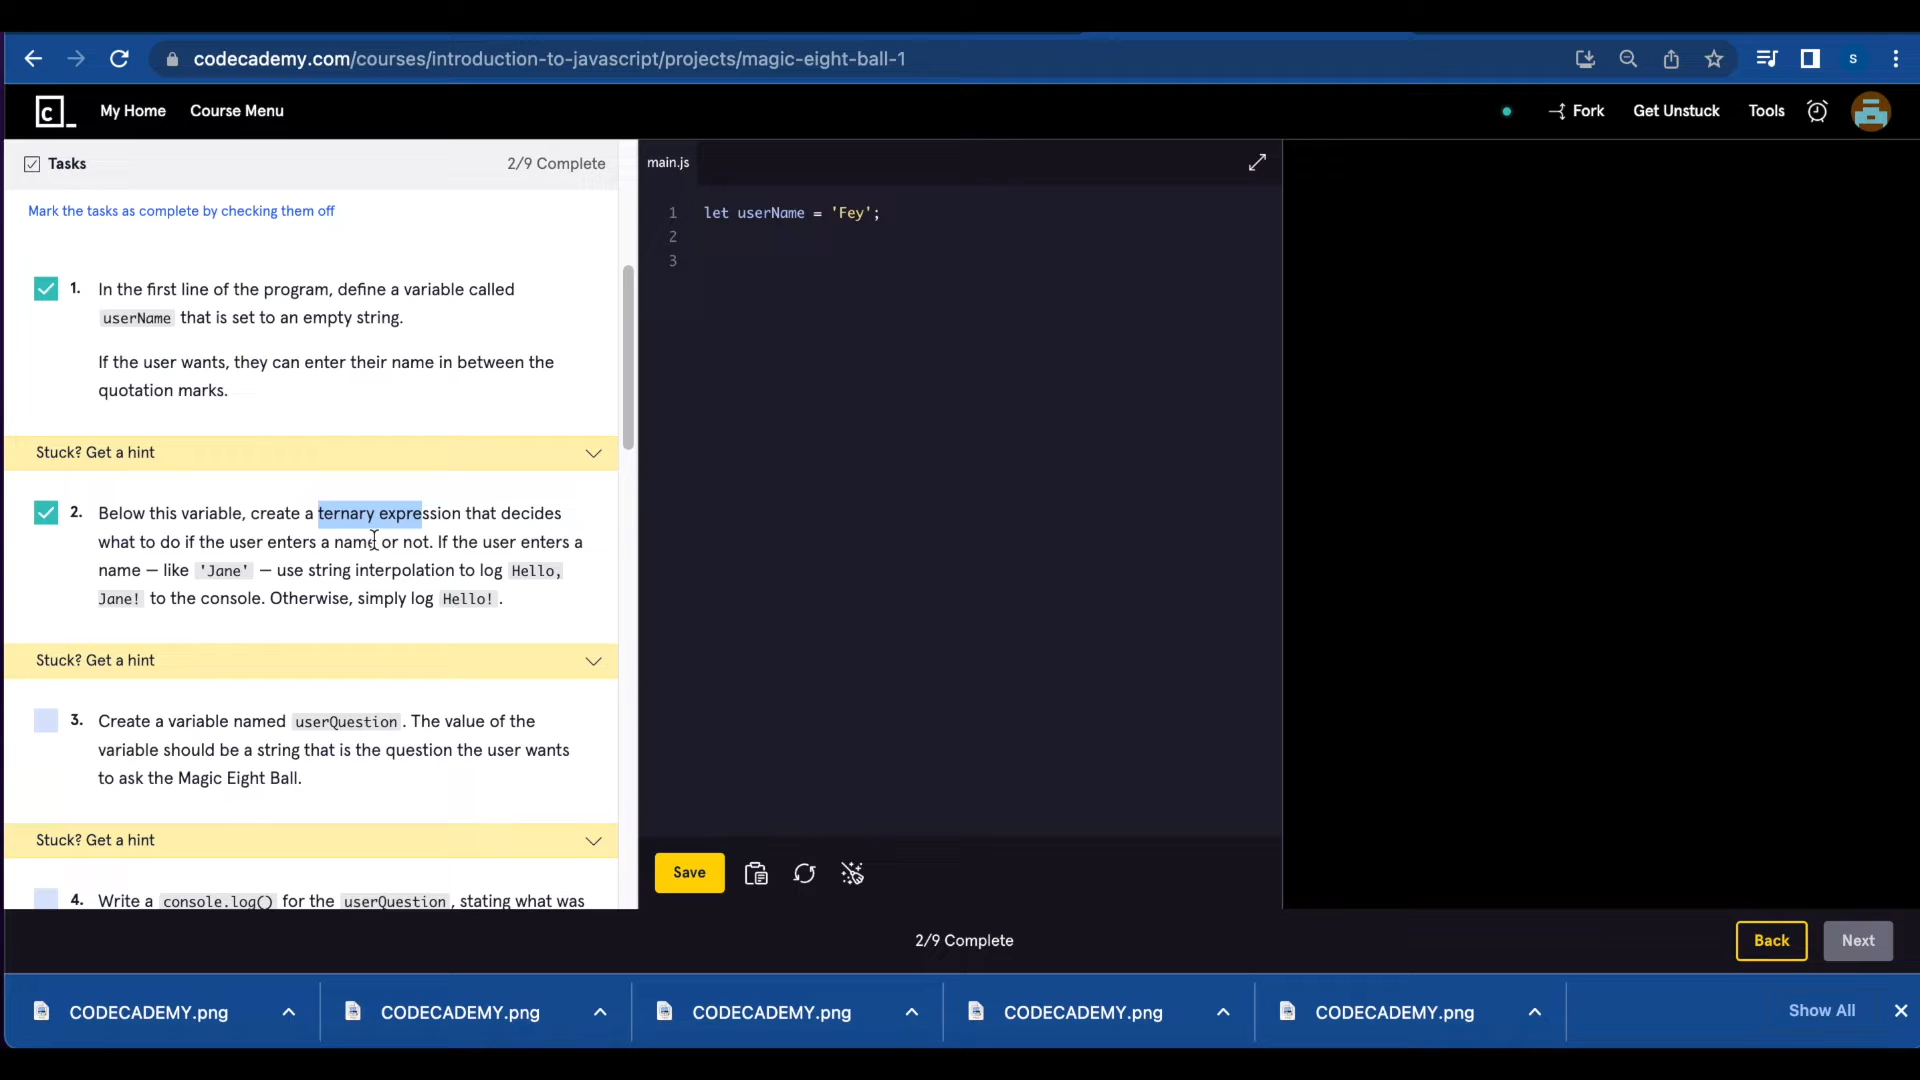 codecademy.com/courses/introduction-to-javascript/projects/magic-eight-ball-1
s
c_
My Home
Course Menu
Fork
Get Unstuck
Tools
Tasks
2/9 Complete
Mark the tasks as complete by checking them off
1. In the first line of the program, define a variable called
userName that is set to an empty string.
If the user wants, they can enter their name in between the
quotation marks.
Stuck? Get a hint
2. Below this variable, create a ternary expression that decides
what to do if the user enters a name or not. If the user enters a
name — like 'Jane' — use string interpolation to log Hello,
Jane! to the console. Otherwise, simply log Hello! .
Stuck? Get a hint
3. Create a variable named userQuestion . The value of the
variable should be a string that is the question the user wants
to ask the Magic Eight Ball.
Stuck? Get a hint
4. Write a console.log() for the userQuestion , stating what was
main.js
1 let userName = 'Fey';
2
3
Save
2/9 Complete
Back
Next
CODECADEMY.png
CODECADEMY.png
CODECADEMY.png
CODECADEMY.png
CODECADEMY.png
Show All